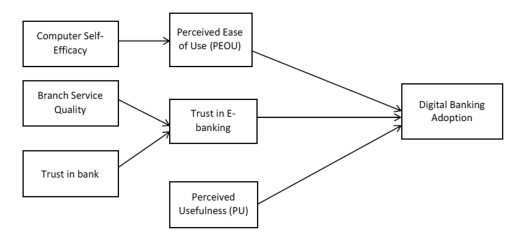 Computer Self-
Efficacy
Perceived Ease
of Use (PEOU)
Branch Service
Quality
Trust in E-
banking
Digital Banking
Adoption
Trust in bank
Perceived
Usefulness (PU)